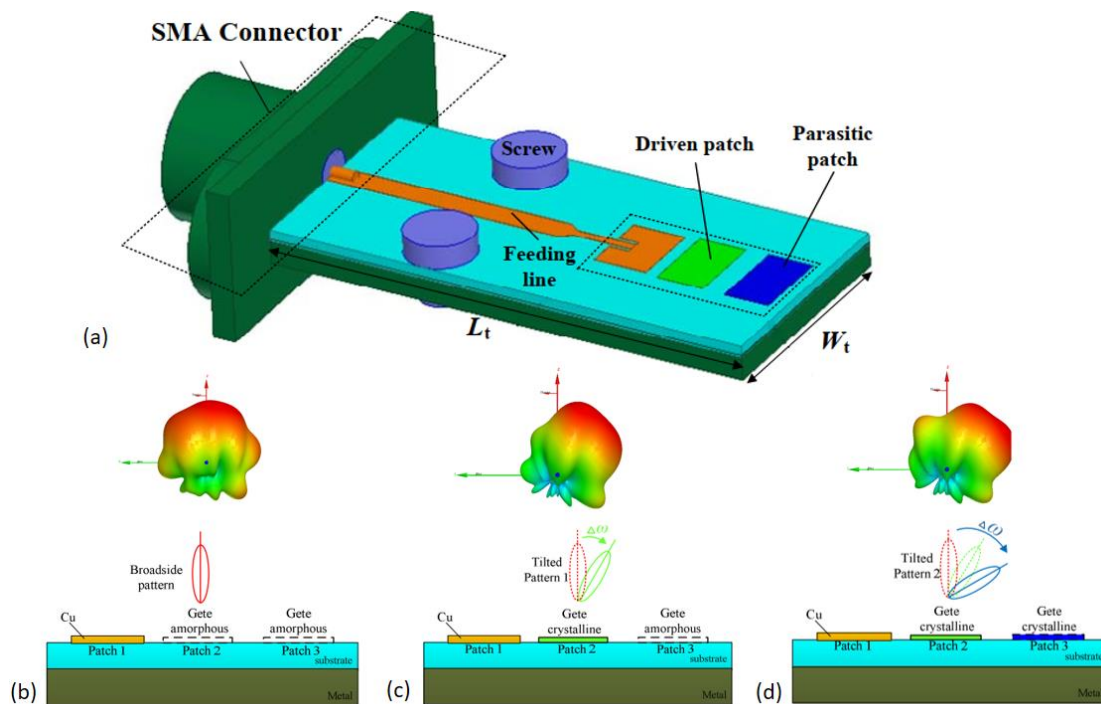 SMA Connector
Screw
Driven patch
Parasitic
patch
Feeding
line
Lt
Wt
(a)
Broadside
pattern
Cu
Gete
amorphous
Gete
amorphous
Patch 1
Patch 2
Patch 3
substrate
Metal
(b)
Δ(t)
Tilted
Pattern 1
Cu
Gete
crystalline
Gete
amorphous
Patch 1
Patch 2
Patch 3
substrate
Metal
(c)
Δ(t)
Tilted
Pattern 2
Cu
Gete
crystalline
Gete
crystalline
Patch 1
Patch 2
Patch 3
substrate
Metal
(d)